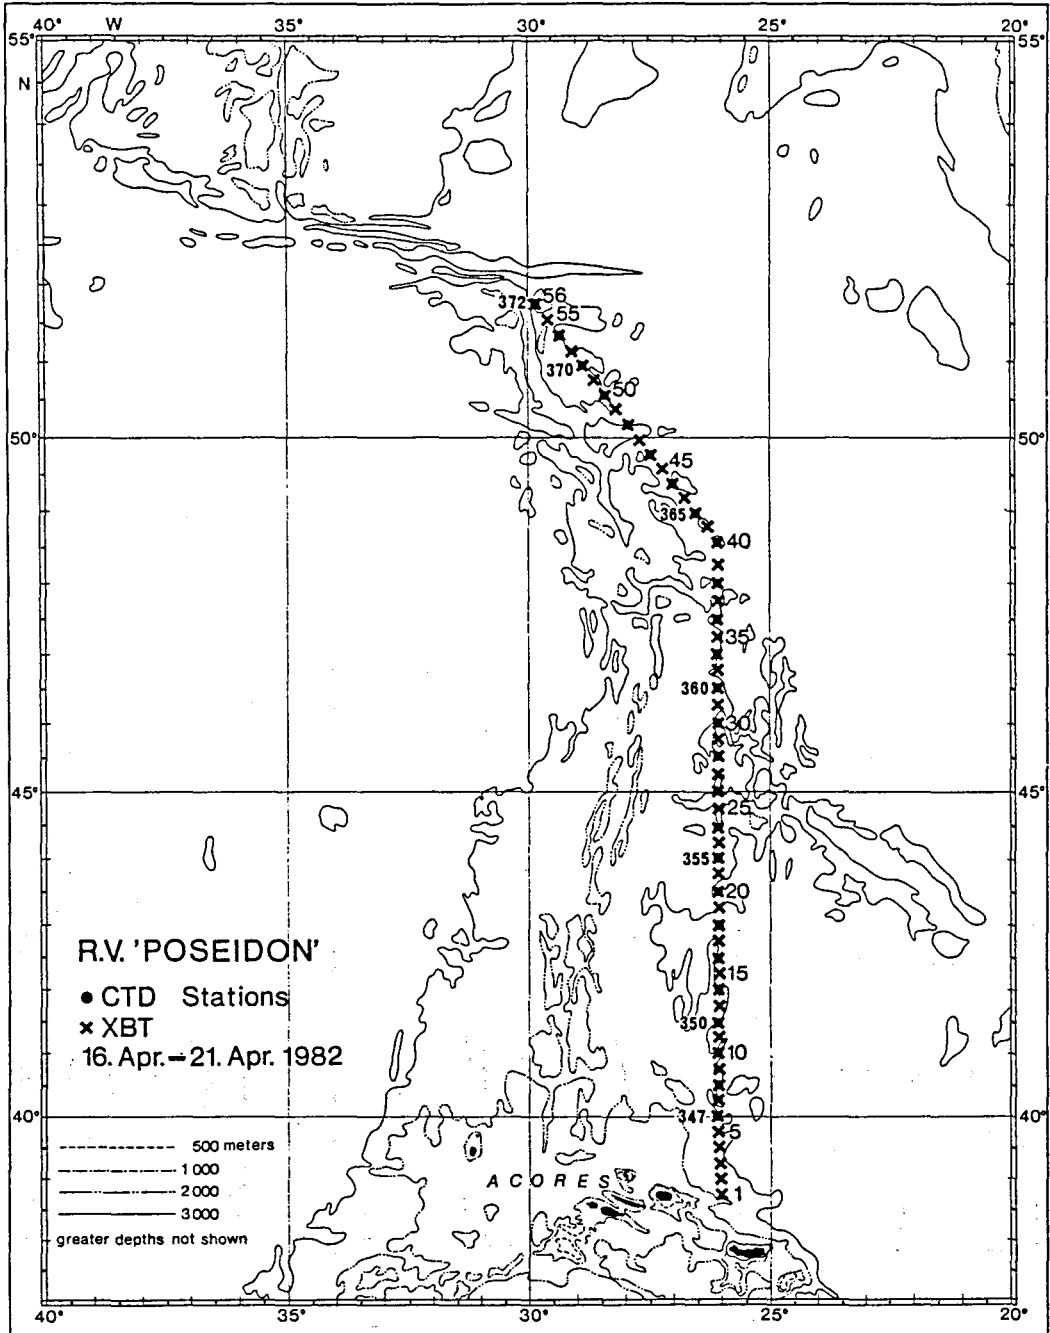 40° W 35° 30° 25° 20°
55° 55°
N
372 56
55
370
50
50° 50°
45
365
40
35
360
30
45° 45°
25
355
20
R.V. 'POSEIDON'
● CTD Stations
× XBT
16. Apr.–21. Apr. 1982
15
350
10
40° 347 40°
5
500 meters
1000
2000
3000
greater depths not shown
ACORES
1
40° 35° 30° 25° 20°